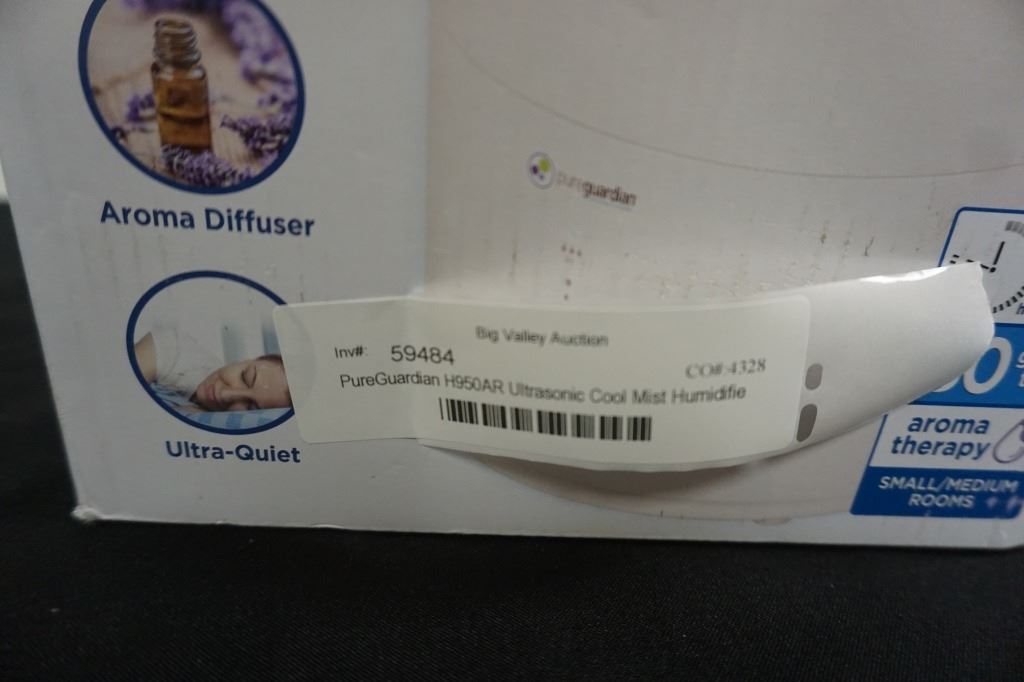 Aroma Diffuser
Ultra-Quiet
pureguardian
Big Valley Auction
Inv#: 59484
CO#:4328
PureGuardian H950AR Ultrasonic Cool Mist Humidifie
aroma
therapy
SMALL/MEDIUM
ROOMS